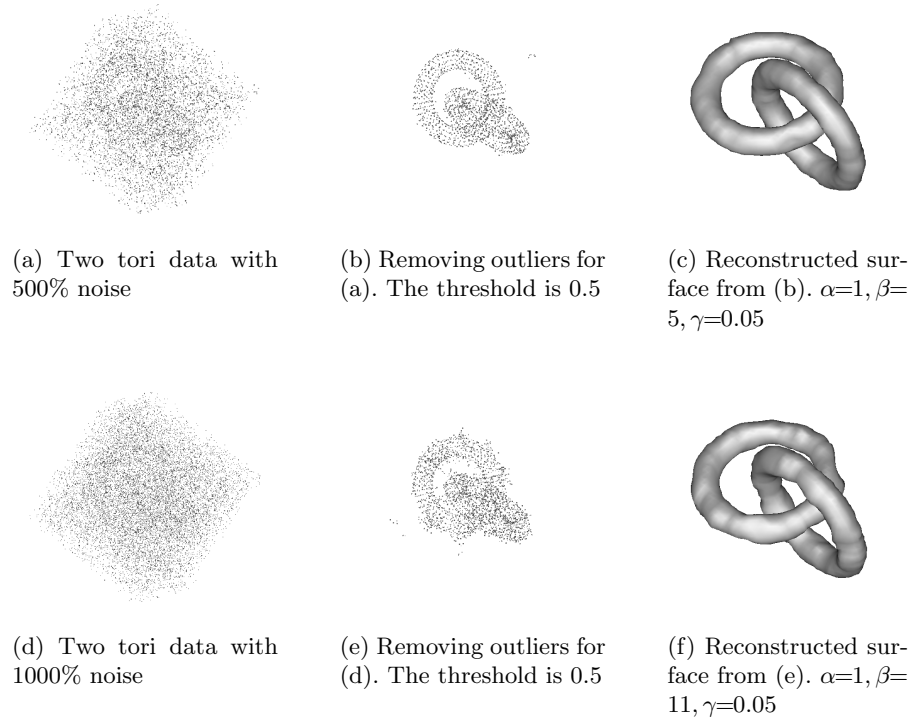 (a) Two tori data with
500% noise
(b) Removing outliers for
(a). The threshold is 0.5
(c) Reconstructed sur-
face from (b). α=1, β=
5, γ=0.05
(d) Two tori data with
1000% noise
(e) Removing outliers for
(d). The threshold is 0.5
(f) Reconstructed sur-
face from (e). α=1, β=
11, γ=0.05